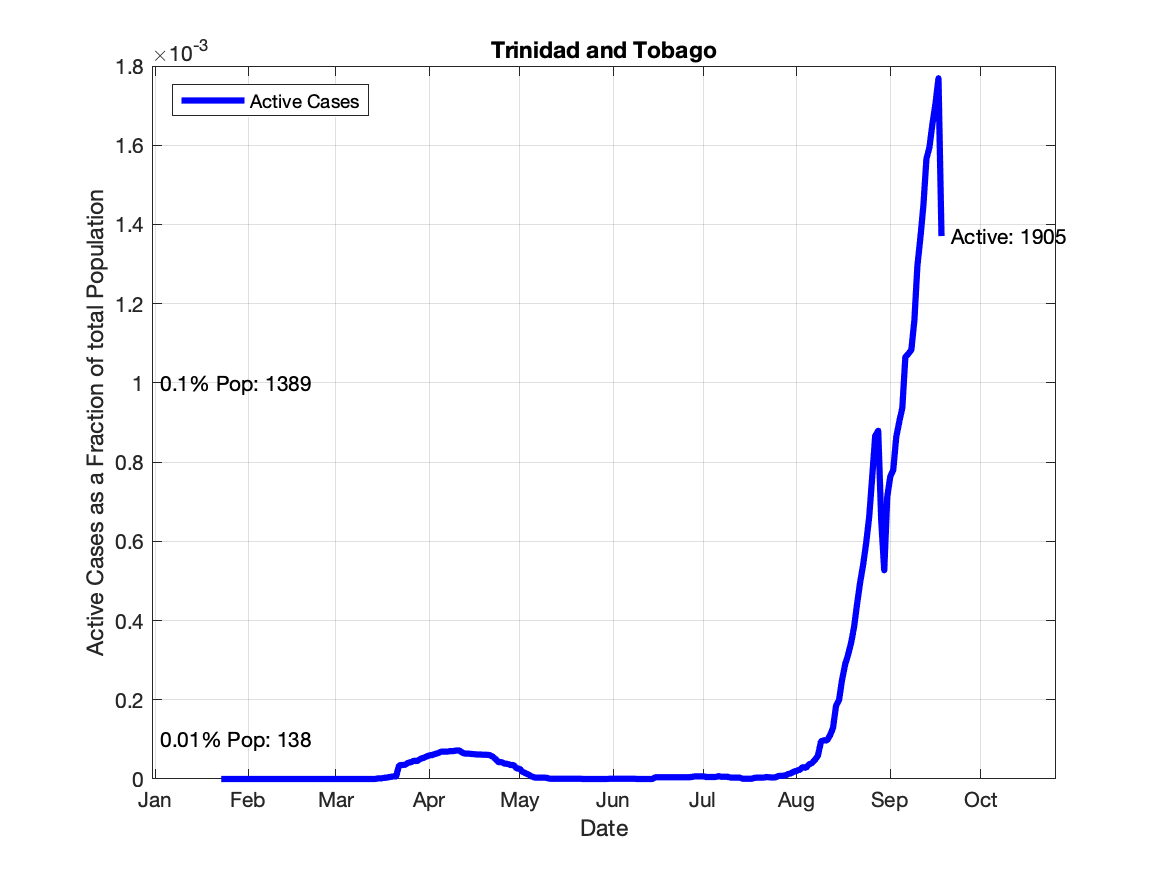 Trinidad and Tobago
×10-3
1.8
1.6
1.4
1.2
1
0.8
0.6
0.4
0.2
0
Active Cases
Active: 1905
0.1% Pop: 1389
0.01% Pop: 138
Active Cases as a Fraction of total Population
Jan Feb Mar Apr May Jun Jul Aug Sep Oct
Date